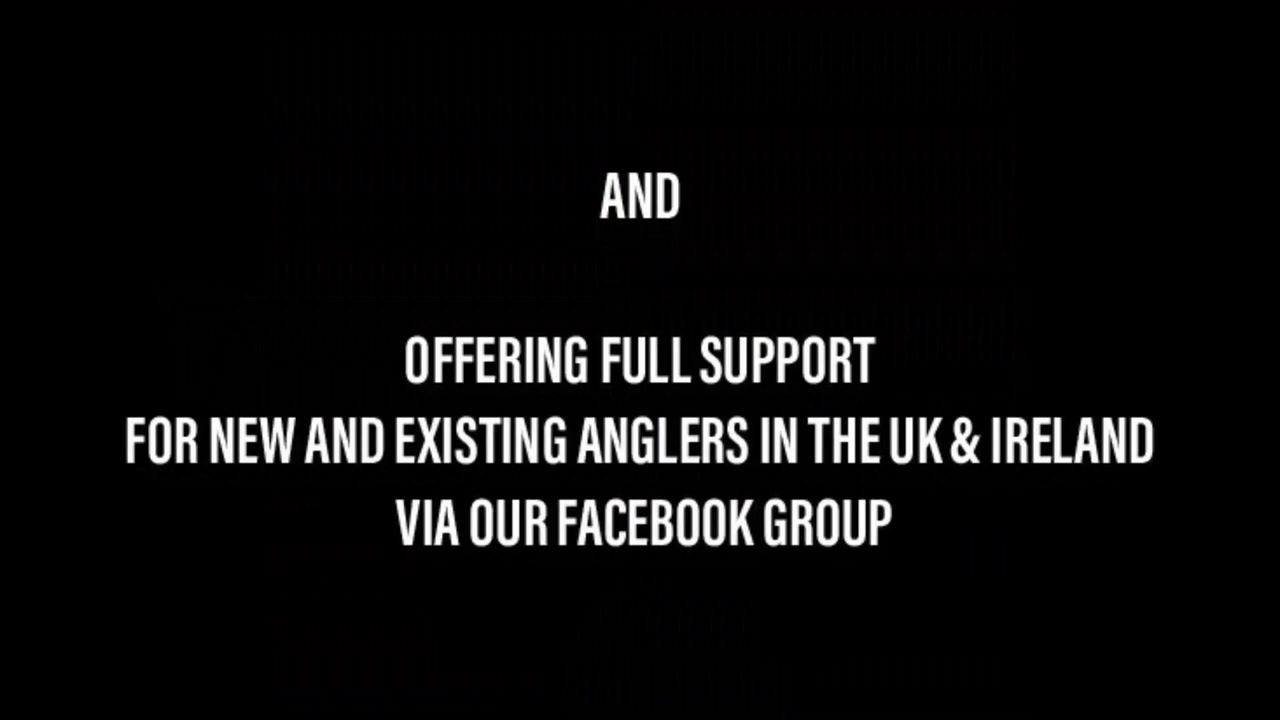 AND
OFFERING FULL SUPPORT
FOR NEW AND EXISTING ANGLERS IN THE UK & IRELAND
VIA OUR FACEBOOK GROUP